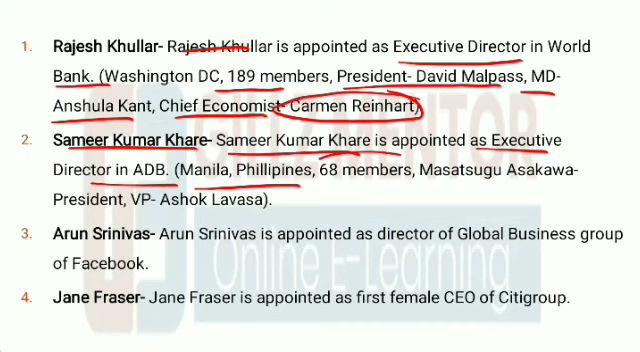 1. Rajesh Khullar- Rajesh Khullar is appointed as Executive Director in World
Bank. (Washington DC, 189 members, President- David Malpass, MD-
Anshula Kant, Chief Economist- Carmen Reinhart)
2. Sameer Kumar Khare- Sameer Kumar Khare is appointed as Executive
Director in ADB. (Manila, Phillipines, 68 members, Masatsugu Asakawa-
President, VP- Ashok Lavasa).
3. Arun Srinivas- Arun Srinivas is appointed as director of Global Business group
of Facebook.
4. Jane Fraser- Jane Fraser is appointed as first female CEO of Citigroup.
MENTOR
Online E-Learning